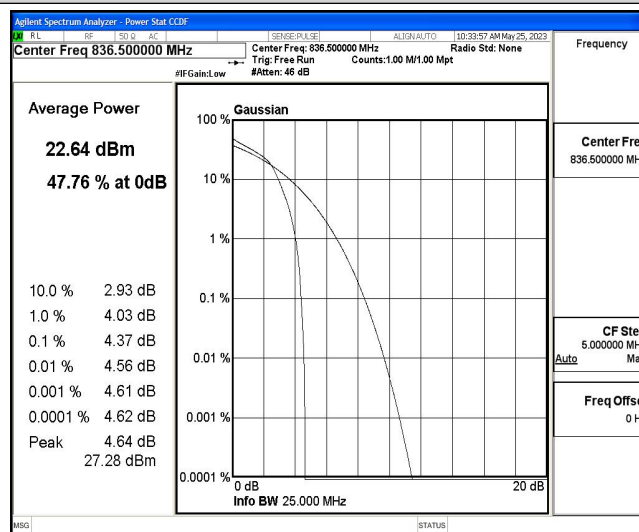 Agilent Spectrum Analyzer - Power Stat CCDF
LXI RL RF 50 Ω AC SENSE:PULSE ALIGN AUTO 10:33:57 AM May 25, 2023
Center Freq 836.500000 MHz
Center Freq: 836.500000 MHz Radio Std: None
Trig: Free Run Counts:1.00 M/1.00 Mpt
#IFGain:Low #Atten: 46 dB
Frequency
Average Power
22.64 dBm
47.76 % at 0dB
10.0 % 2.93 dB
1.0 % 4.03 dB
0.1 % 4.37 dB
0.01 % 4.56 dB
0.001 % 4.61 dB
0.0001 % 4.62 dB
Peak 4.64 dB
27.28 dBm
Gaussian
100 %
10 %
1 %
0.1 %
0.01 %
0.001 %
0.0001 %
0 dB 20 dB
Info BW 25.000 MHz
Center Fre
836.500000 MH
CF Ste
5.000000 MH
Auto Ma
Freq Offse
0 H
MSG STATUS